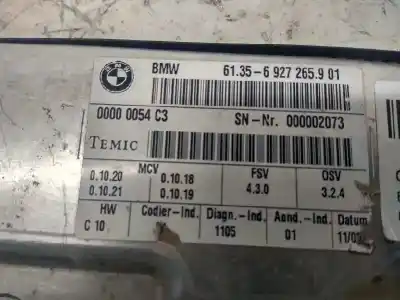 BMW 61.35-6 927 265.9 01
0000 0054 C3 SN-Nr. 000002073
TEMIC
MCV FSV OSV
0.10.20 0.10.18 4.3.0 3.2.4
0.10.21 0.10.19
HW Codier-Ind. Diagn.-Ind. Aend.-Ind. Datum
C 10 1105 01